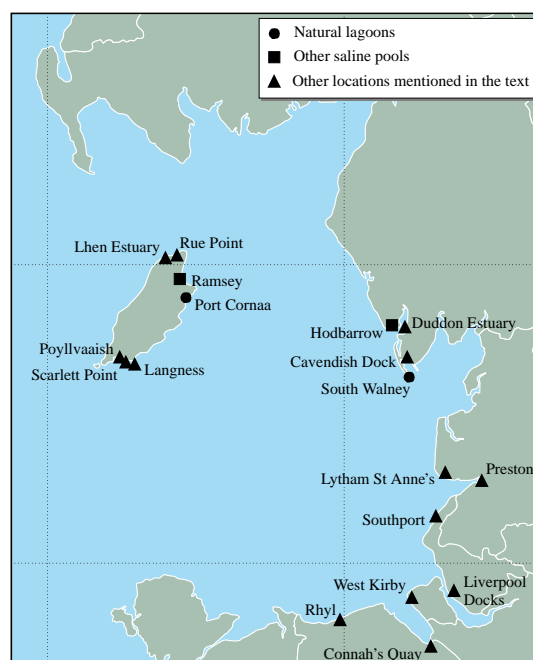 Natural lagoons
Other saline pools
Other locations mentioned in the text
Lhen Estuary
Rue Point
Ramsey
Port Cornaa
Poyllvaaish
Scarlett Point
Langness
Hodbarrow
Duddon Estuary
Cavendish Dock
South Walney
Lytham St Anne's
Preston
Southport
West Kirby
Liverpool
Docks
Rhyl
Connah's Quay